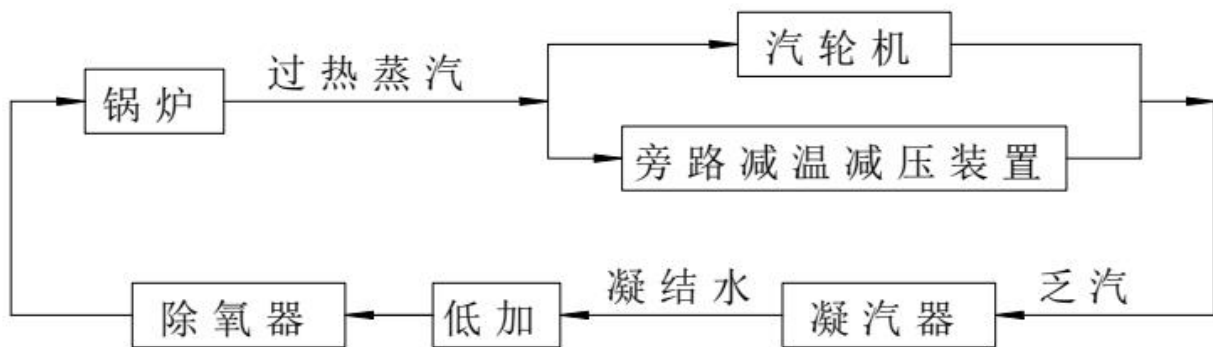 汽轮机
过热蒸汽
锅炉
旁路减温减压装置
凝结水
乏汽
除氧器
低加
凝汽器